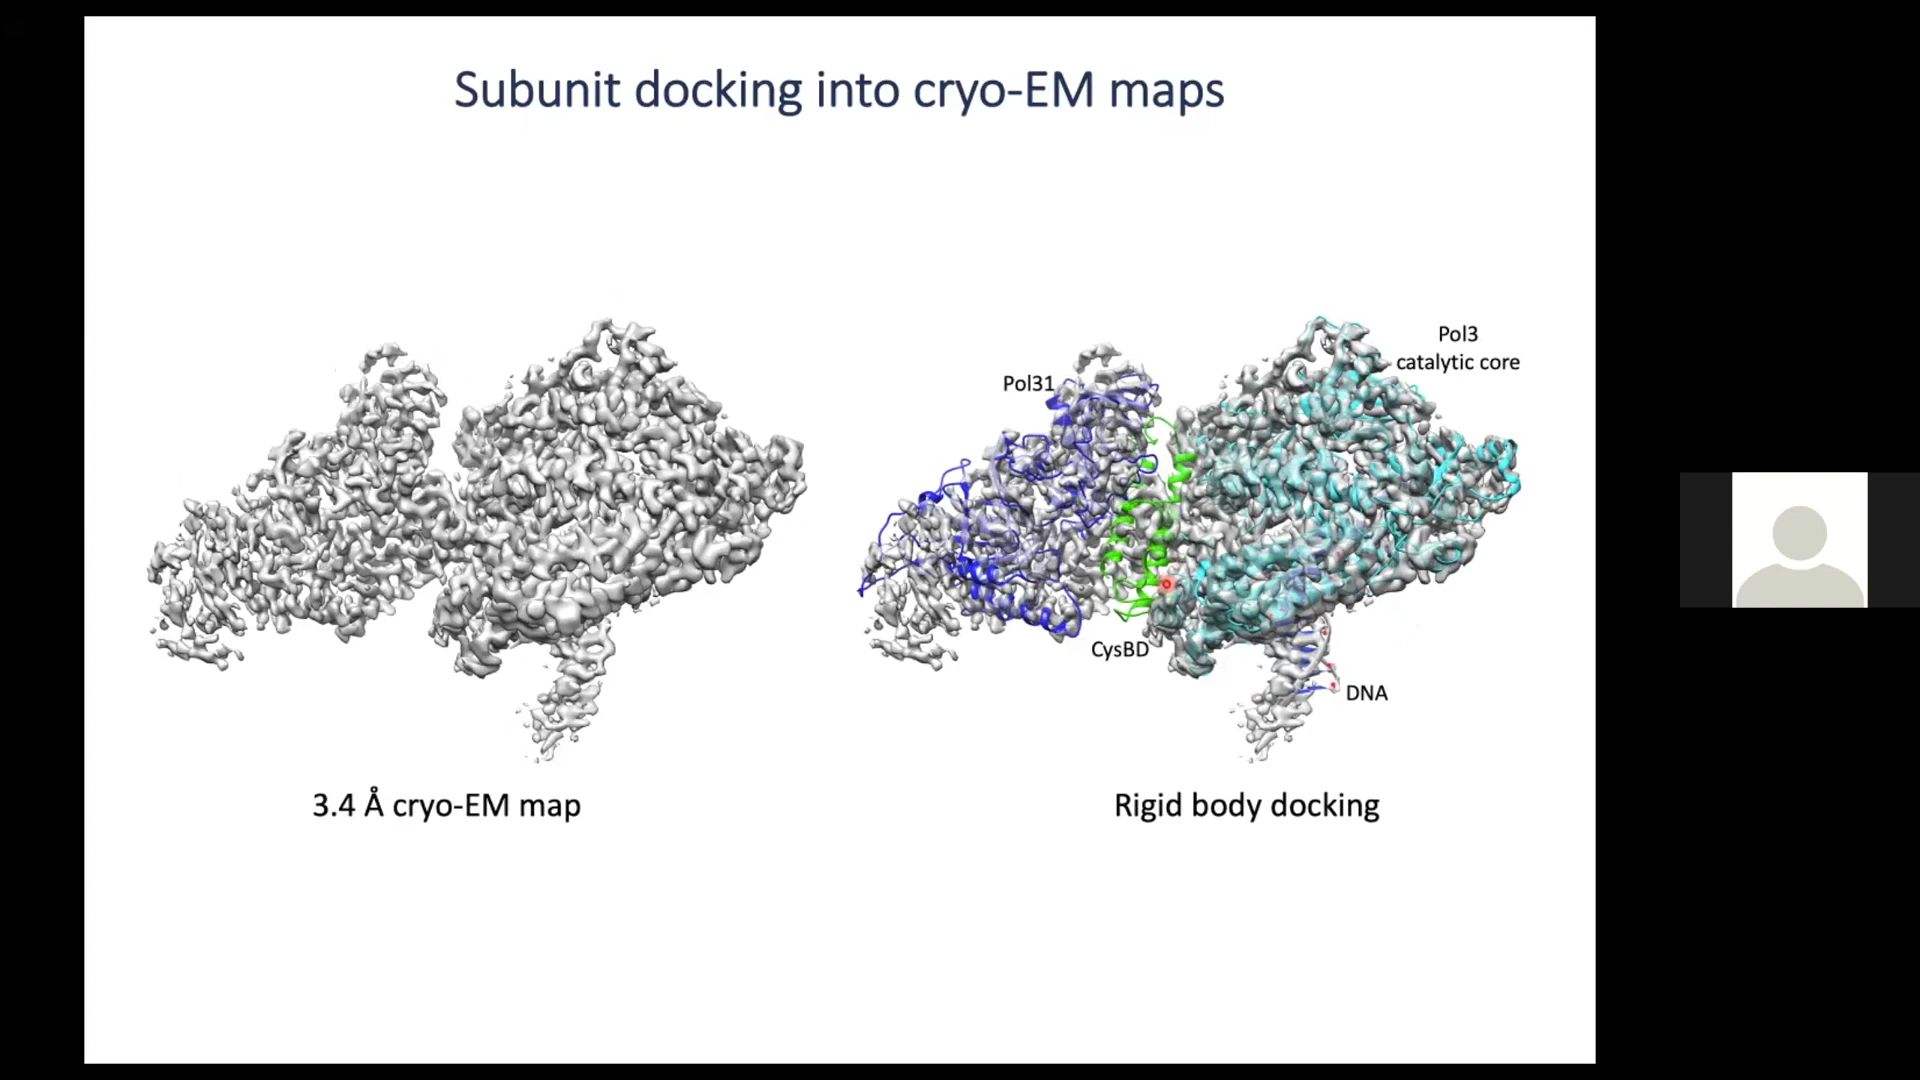 Subunit docking into cryo-EM maps
Pol3
catalytic core
Pol31
CysBD
DNA
3.4 Å cryo-EM map
Rigid body docking